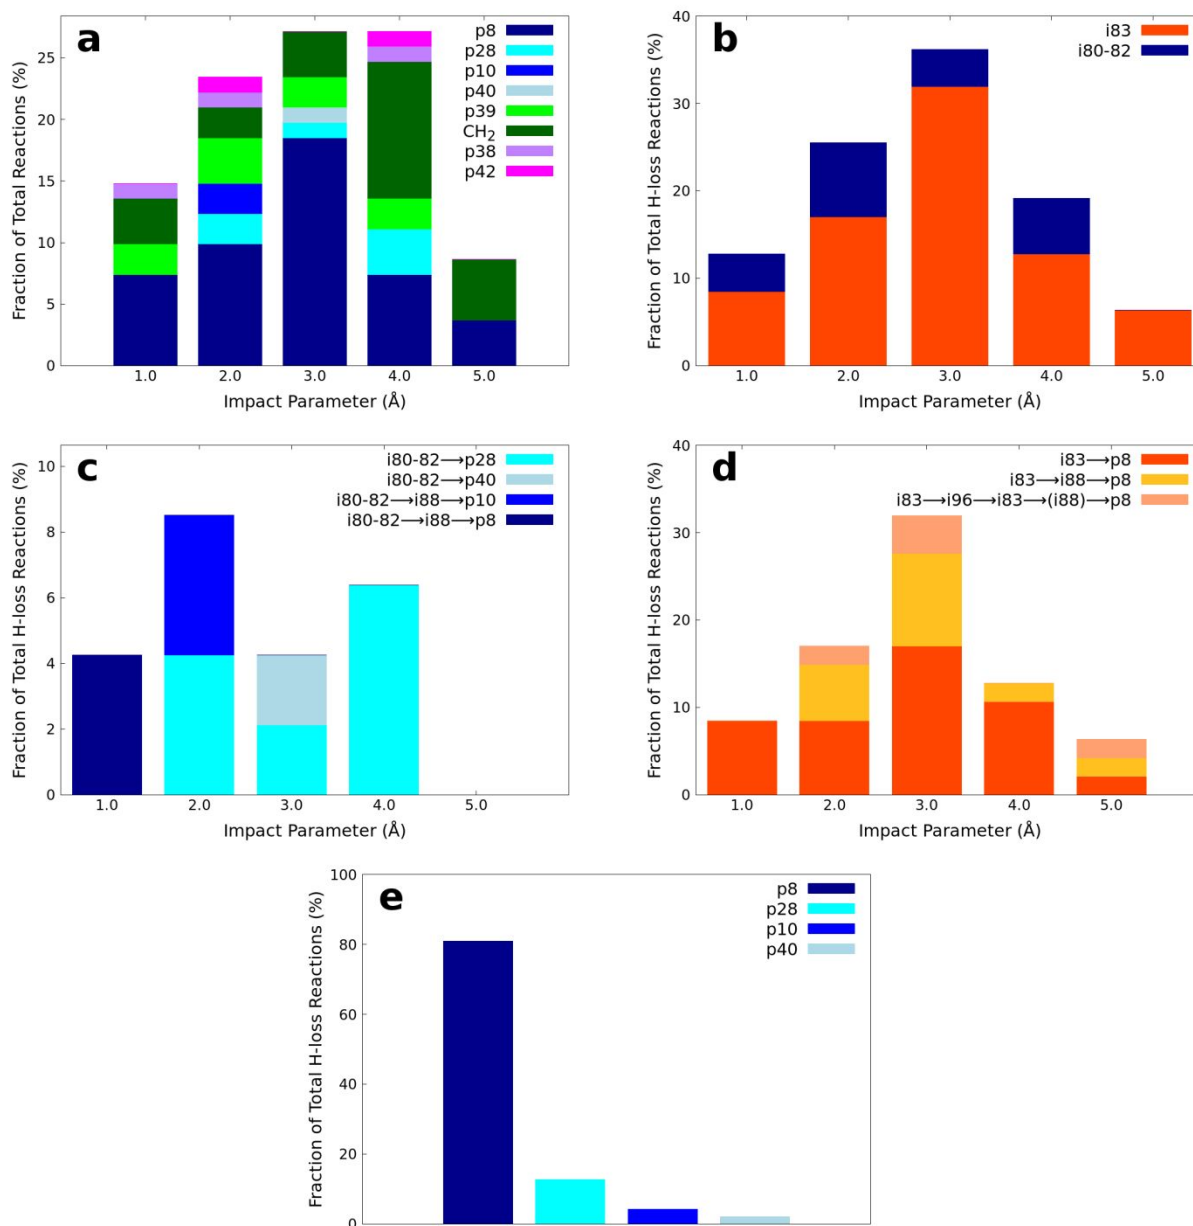 a
p8
p28
p10
p40
p39
CH₂
p38
p42
25
20
15
10
5
0
Fraction of Total Reactions (%)
1.0 2.0 3.0 4.0 5.0
Impact Parameter (Å)
b
i83
i80-82
40
30
20
10
0
Fraction of Total H-loss Reactions (%)
1.0 2.0 3.0 4.0 5.0
Impact Parameter (Å)
c
i80-82⟶p28
i80-82⟶p40
i80-82⟶i88⟶p10
i80-82⟶i88⟶p8
10
8
6
4
2
0
Fraction of Total H-loss Reactions (%)
1.0 2.0 3.0 4.0 5.0
Impact Parameter (Å)
d
i83⟶p8
i83⟶i88⟶p8
i83⟶i96⟶i83⟶(i88)⟶p8
40
30
20
10
0
Fraction of Total H-loss Reactions (%)
1.0 2.0 3.0 4.0 5.0
Impact Parameter (Å)
e
p8
p28
p10
p40
100
80
60
40
20
0
Fraction of Total H-loss Reactions (%)